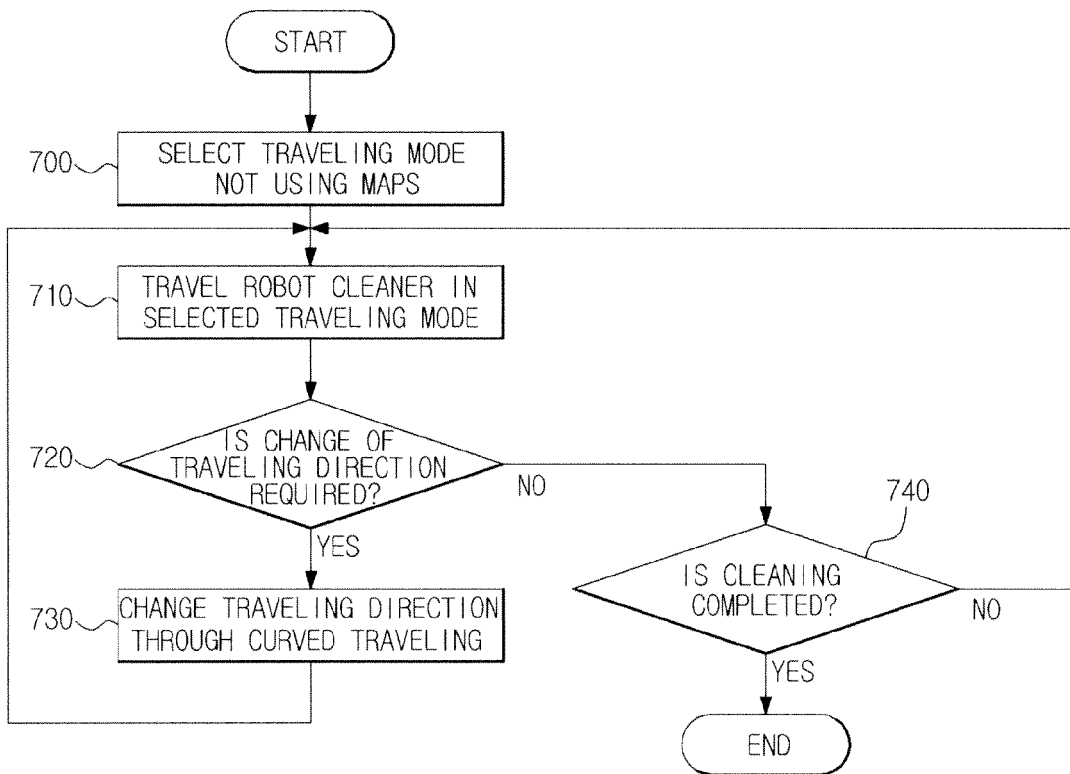 START
700
SELECT TRAVELING MODE
NOT USING MAPS
710
TRAVEL ROBOT CLEANER IN
SELECTED TRAVELING MODE
720
IS CHANGE OF
TRAVELING DIRECTION
REQUIRED?
NO
YES
730
CHANGE TRAVELING DIRECTION
THROUGH CURVED TRAVELING
740
IS CLEANING
COMPLETED?
NO
YES
END